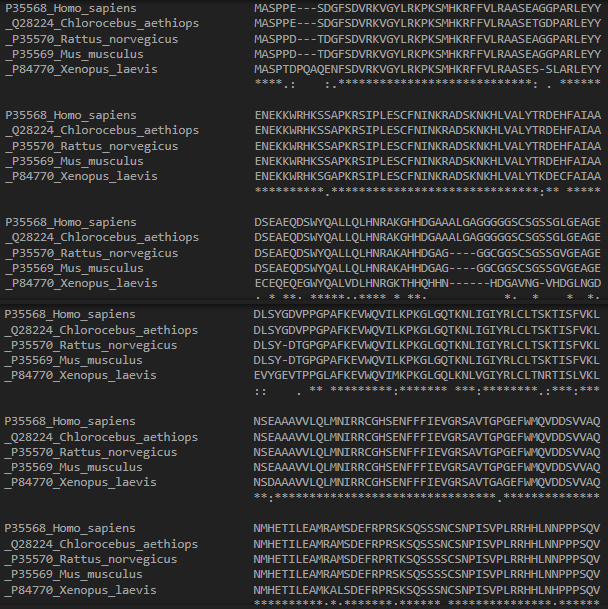 P35568_Homo_sapiens MASPPE---SDGFSDVRKVGYLRKPKSMHKRFFVLRAASEAGGPARLEYY
_Q28224_Chlorocebus_aethiops MASPPE---SDGFSDVRKVGYLRKPKSMHKRFFVLRAASETGDPARLEYY
_P35570_Rattus_norvegicus MASPPD---TDGFSDVRKVGYLRKPKSMHKRFFVLRAASEAGGPARLEYY
_P35569_Mus_musculus MASPPD---TDGFSDVRKVGYLRKPKSMHKRFFVLRAASEAGGPARLEYY
_P84770_Xenopus_laevis MASPTDPQAQENFSDVRKVGYLRKPKSMHKRFFVLRAASES-SLARLEYY
****.:    :.****************************: . ******
P35568_Homo_sapiens ENEKKWRHKSSAPKRSIPLESCFNINKRADSKNKHLVALYTRDEHFAIAA
_Q28224_Chlorocebus_aethiops ENEKKWRHKSSAPKRSIPLESCFNINKRADSKNKHLVALYTRDEHFAIAA
_P35570_Rattus_norvegicus ENEKKWRHKSSAPKRSIPLESCFNINKRADSKNKHLVALYTRDEHFAIAA
_P35569_Mus_musculus ENEKKWRHKSSAPKRSIPLESCFNINKRADSKNKHLVALYTRDEHFAIAA
_P84770_Xenopus_laevis ENEKKWRHKSGAPKRSIPLESCFNINKRADSKNKHLVALYTKDECFAIAA
**********.******************************:** *****
P35568_Homo_sapiens DSEAEQDSWYQALLQLHNRAKGHHDGAAALGAGGGGGSCSGSSGLGEAGE
_Q28224_Chlorocebus_aethiops DSEAEQDSWYQALLQLHNRAKGHHDGAAALGAGGGGGSCSGSSGLGEAGE
_P35570_Rattus_norvegicus DSEAEQDSWYQALLQLHNRAKAHHDGAG----GGCGGSCSGSSGVGEAGE
_P35569_Mus_musculus DSEAEQDSWYQALLQLHNRAKAHHDGAG----GGCGGSCSGSSGVGEAGE
_P84770_Xenopus_laevis ECEQEQEGWYQALVDLHNRGKTHHQHHN------HDGAVNG-VHDGLNGD
P35568_Homo_sapiens DLSYGDVPPGPAFKEVWQVILKPKGLGQTKNLIGIYRLCLTSKTISFVKL
_Q28224_Chlorocebus_aethiops DLSYGDVPPGPAFKEVWQVILKPKGLGQTKNLIGIYRLCLTSKTISFVKL
_P35570_Rattus_norvegicus DLSY-DTGPGPAFKEVWQVILKPKGLGQTKNLIGIYRLCLTSKTISFVKL
_P35569_Mus_musculus DLSY-DTGPGPAFKEVWQVILKPKGLGQTKNLIGIYRLCLTSKTISFVKL
_P84770_Xenopus_laevis EVYGEVTPPGLAFKEVWQVIMKPKGLGQLKNLVGIYRLCLTNRTISLVKL
::    . ** *********:******* ***:********.:***:***
P35568_Homo_sapiens NSEAAAVVLQLMNIRRCGHSENFFFIEVGRSAVTGPGEFWMQVDDSVVAQ
_Q28224_Chlorocebus_aethiops NSEAAAVVLQLMNIRRCGHSENFFFIEVGRSAVTGPGEFWMQVDDSVVAQ
_P35570_Rattus_norvegicus NSEAAAVVLQLMNIRRCGHSENFFFIEVGRSAVTGPGEFWMQVDDSVVAQ
_P35569_Mus_musculus NSEAAAVVLQLMNIRRCGHSENFFFIEVGRSAVTGPGEFWMQVDDSVVAQ
_P84770_Xenopus_laevis NSDAAAVVLQLMNIRRCGHSENFFFIEVGRSAVTGAGEFWMQVDDSVVAQ
**:********************************.**************
P35568_Homo_sapiens NMHETILEAMRAMSDEFRPRSKSQSSSNCSNPISVPLRRHHLNNPPPSQV
_Q28224_Chlorocebus_aethiops NMHETILEAMRAMSDEFRPRSKSQSSSNCSNPISVPLRRHHLNNPPPSQV
_P35570_Rattus_norvegicus NMHETILEAMRAMSDEFRPRTKSQSSSSCSNPISVPLRRHHLNNPPPSQV
_P35569_Mus_musculus NMHETILEAMRAMSDEFRPRSKSQSSSSCSNPISVPLRRHHLNNPPPSQV
_P84770_Xenopus_laevis NMHETILEAMKALSDEFRPRSKSQSSSNCSNPISVPLRRHHLNHPPPSQV